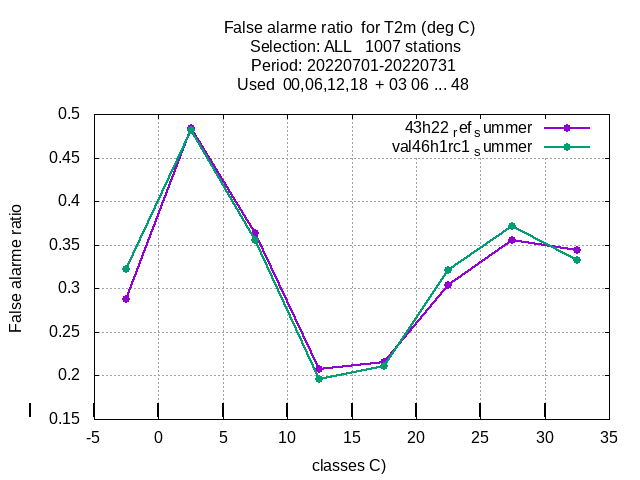 False alarme ratio for T2m (deg C)
Selection: ALL 1007 stations
Period: 20220701-20220731
Used 00,06,12,18 + 03 06 ... 48
43h22refsummer
val46h1rc1summer
False alarme ratio
0.5
0.45
0.4
0.35
0.3
0.25
0.2
0.15
-5 0 5 10 15 20 25 30 35
classes C)